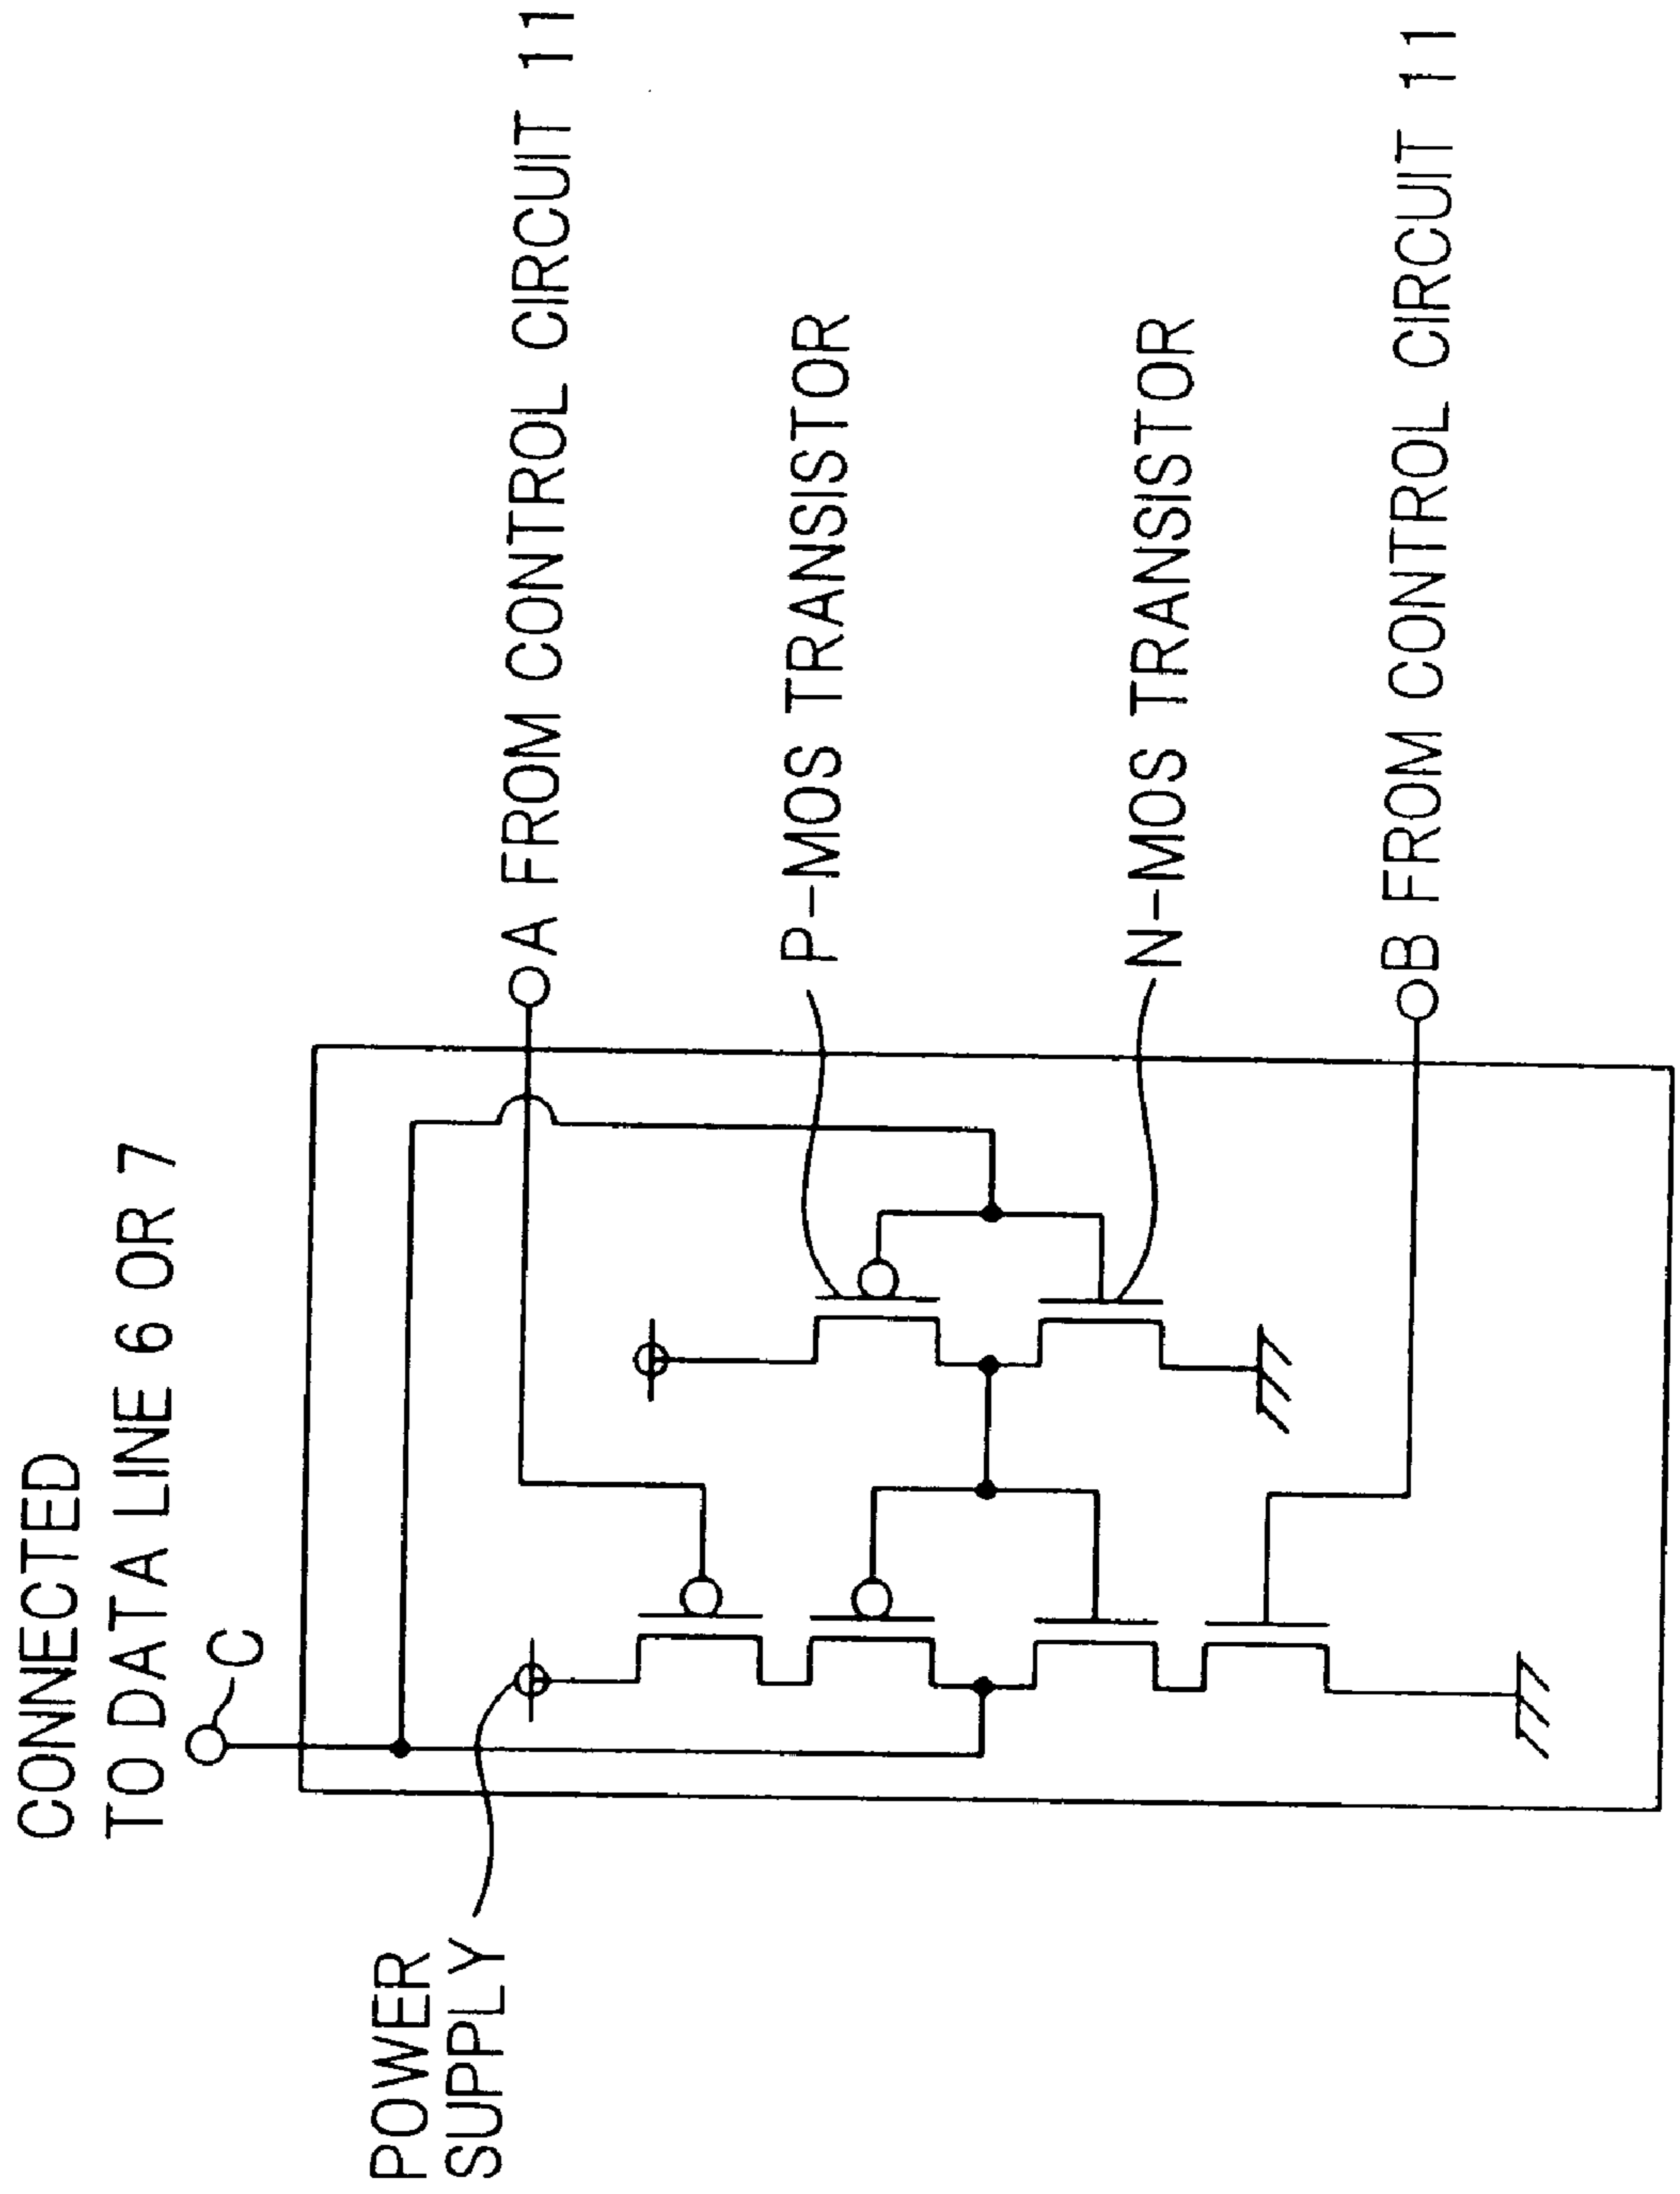 CONNECTED
TO DATA LINE 6 OR 7
C
POWER
SUPPLY
A FROM CONTROL CIRCUIT 11
P-MOS TRANSISTOR
N-MOS TRANSISTOR
B FROM CONTROL CIRCUIT 11